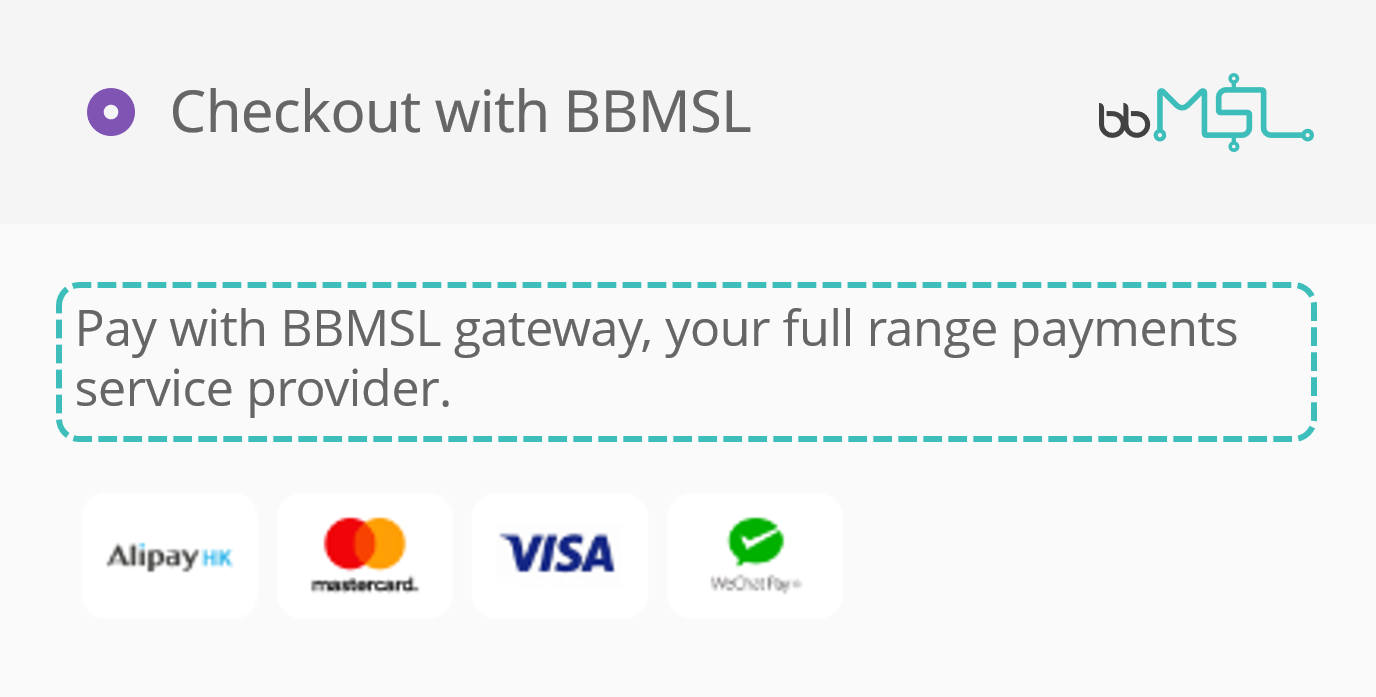 Checkout with BBMSL
bbMSL
Pay with BBMSL gateway, your full range payments
service provider.
Alipay HK
mastercard.
VISA
WeChat Pay